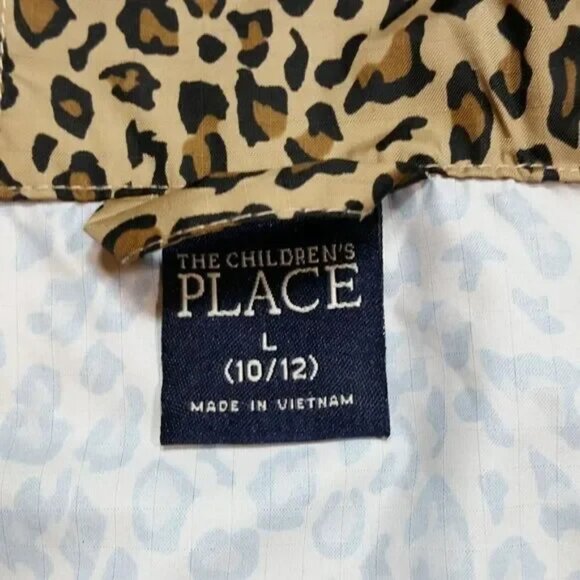 THE CHILDREN'S
PLACE
L
(10/12)
MADE IN VIETNAM